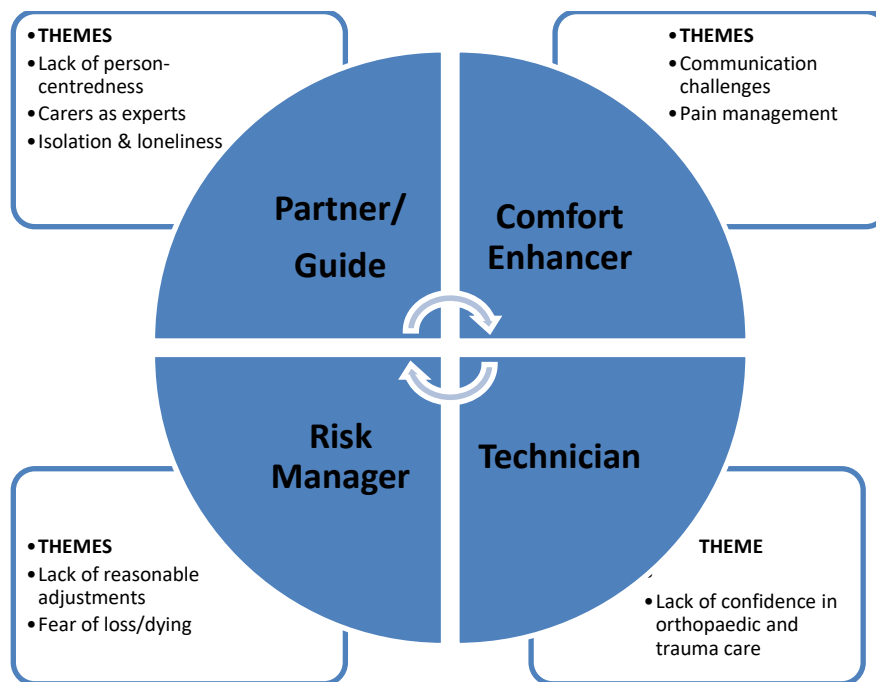 •THEMES
•Lack of person-
centredness
•Carers as experts
•Isolation & loneliness
•THEMES
•Communication
challenges
•Pain management
Partner/
Guide
Comfort
Enhancer
Risk
Manager
Technician
•THEMES
•Lack of reasonable
adjustments
•Fear of loss/dying
THEME
•Lack of confidence in
orthopaedic and
trauma care